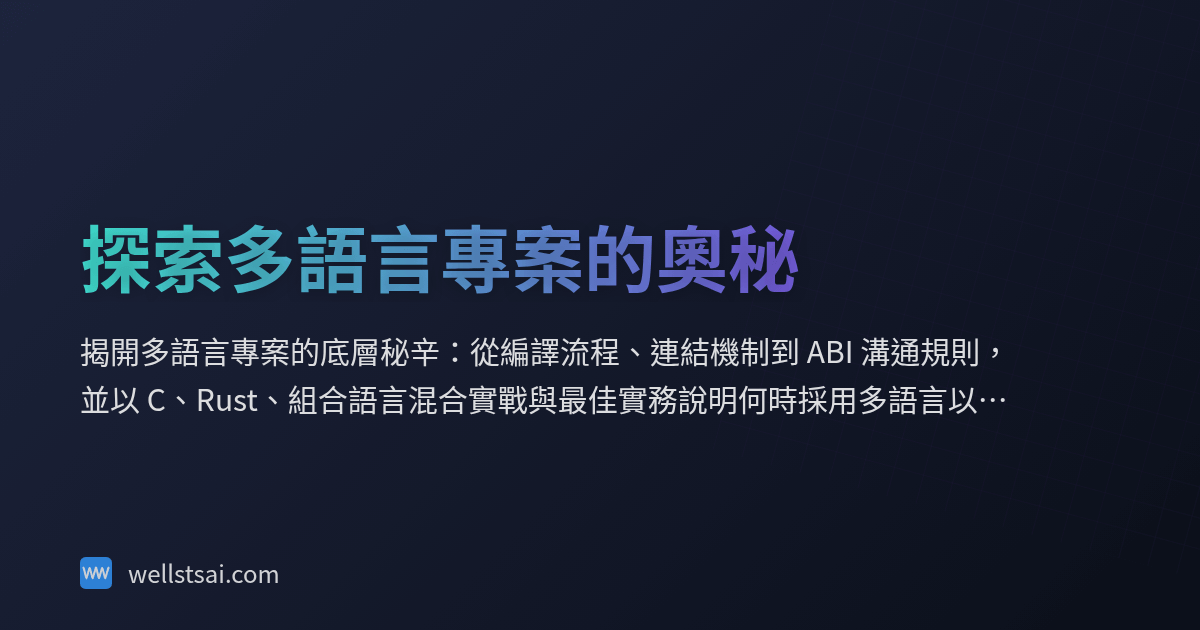 探索多語言專案的奧秘
揭開多語言專案的底層秘辛：從編譯流程、連結機制到 ABI 溝通規則，
並以 C、Rust、組合語言混合實戰與最佳實務說明何時採用多語言以…
wellstsai.com